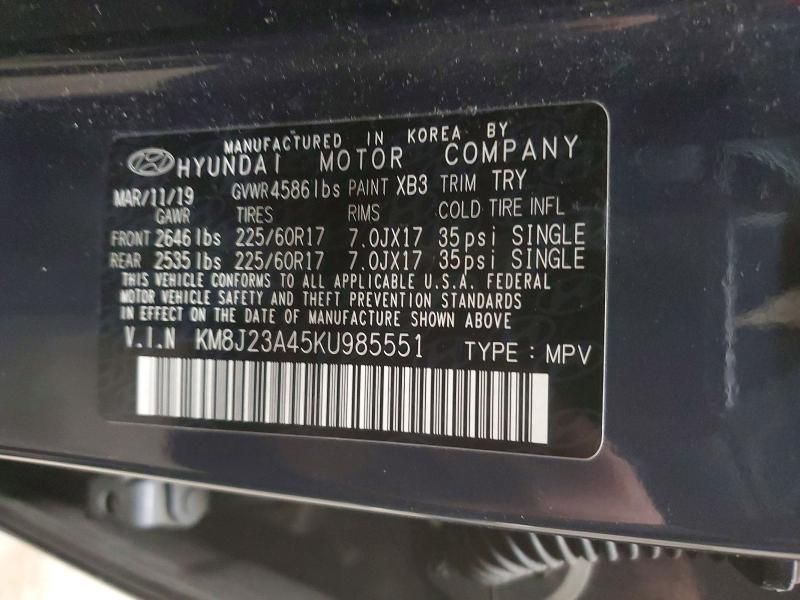 MANUFACTURED IN KOREA BY
HYUNDAI MOTOR COMPANY
MAR/11/19 GVWR 4586lbs PAINT XB3 TRIM TRY
GAWR TIRES RIMS COLD TIRE INFL
FRONT 2646lbs 225/60R17 7.0JX17 35psi SINGLE
REAR 2535lbs 225/60R17 7.0JX17 35psi SINGLE
THIS VEHICLE CONFORMS TO ALL APPLICABLE U.S.A. FEDERAL
MOTOR VEHICLE SAFETY AND THEFT PREVENTION STANDARDS
IN EFFECT ON THE DATE OF MANUFACTURE SHOWN ABOVE
V.I.N KM8J23A45KU985551 TYPE : MPV